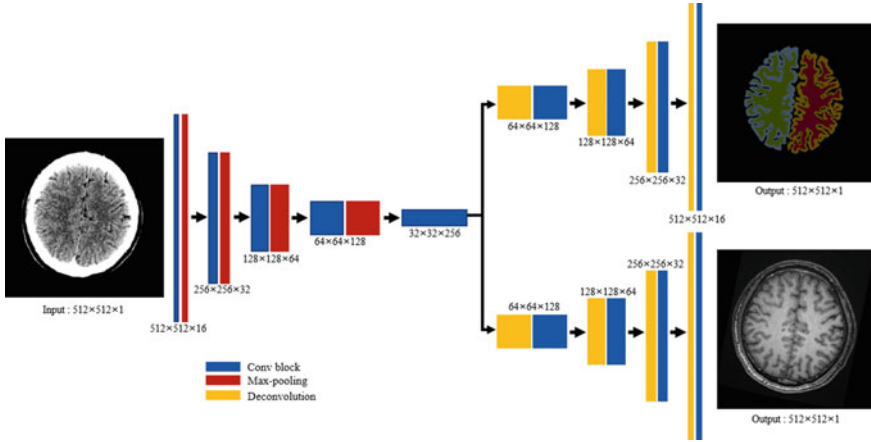 Input : 512×512×1
512×512×16
256×256×32
128×128×64
64×64×128
32×32×256
64×64×128
128×128×64
256×256×32
512×512×16
Output : 512×512×1
64×64×128
128×128×64
256×256×32
Output : 512×512×1
Conv block
Max-pooling
Deconvolution